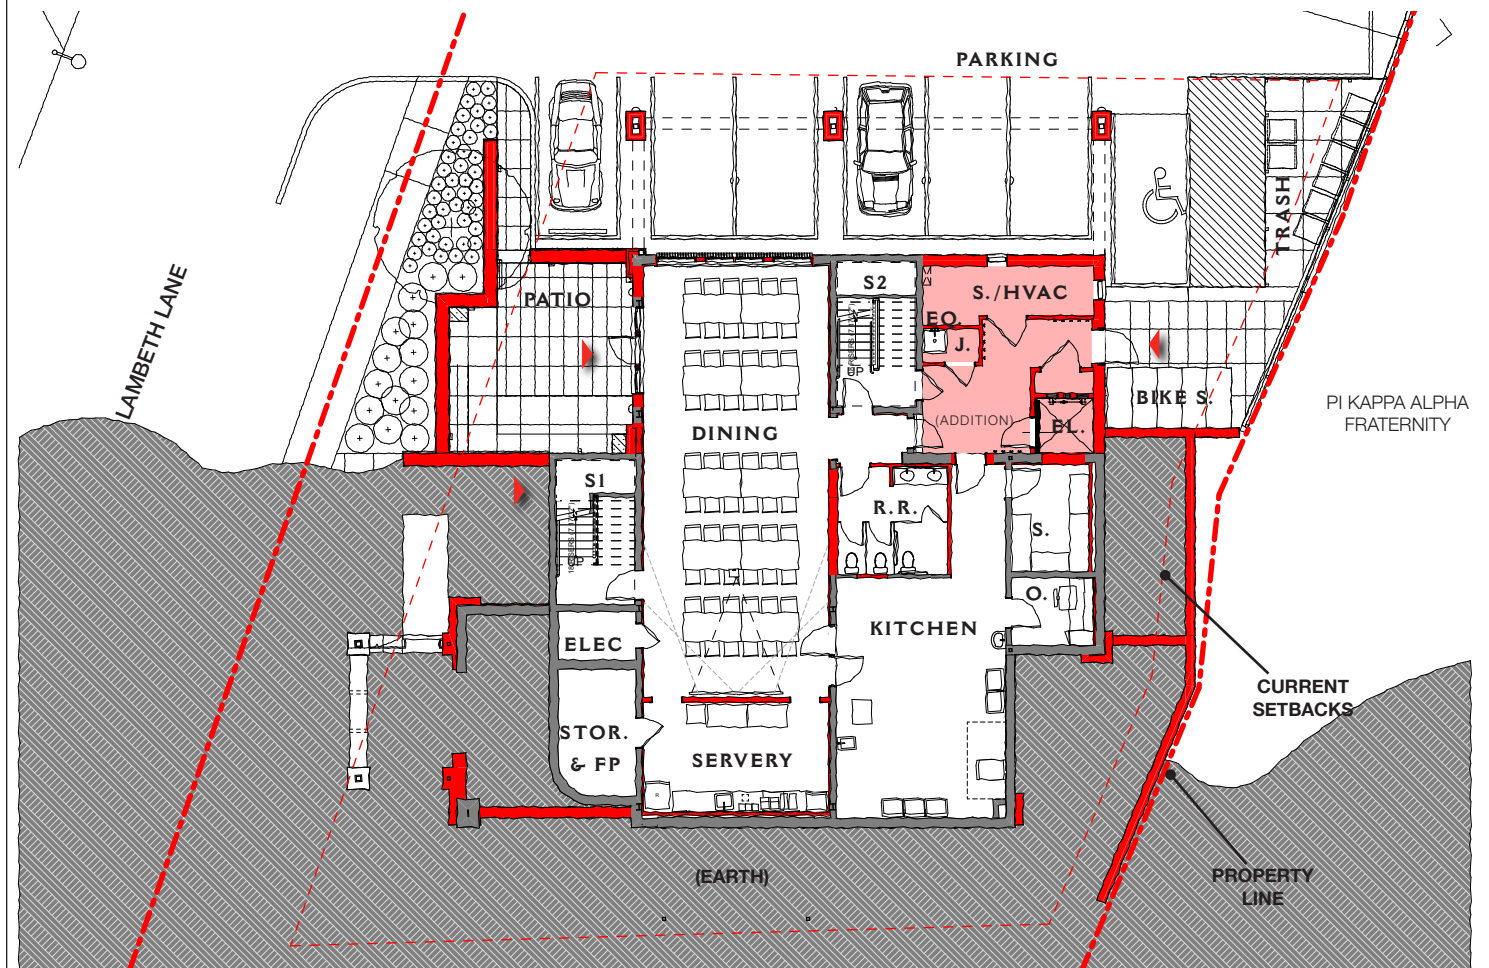 PARKING
TRASH
LAMBETH LANE
PATIO
S2
S./HVAC
EQ.
J.
UP
BIKE S.
PI KAPPA ALPHA
FRATERNITY
(ADDITION)
EL.
DINING
S1
R.R.
S.
O.
KITCHEN
ELEC
CURRENT
SETBACKS
STOR.
& FP
SERVERY
R
(EARTH)
PROPERTY
LINE